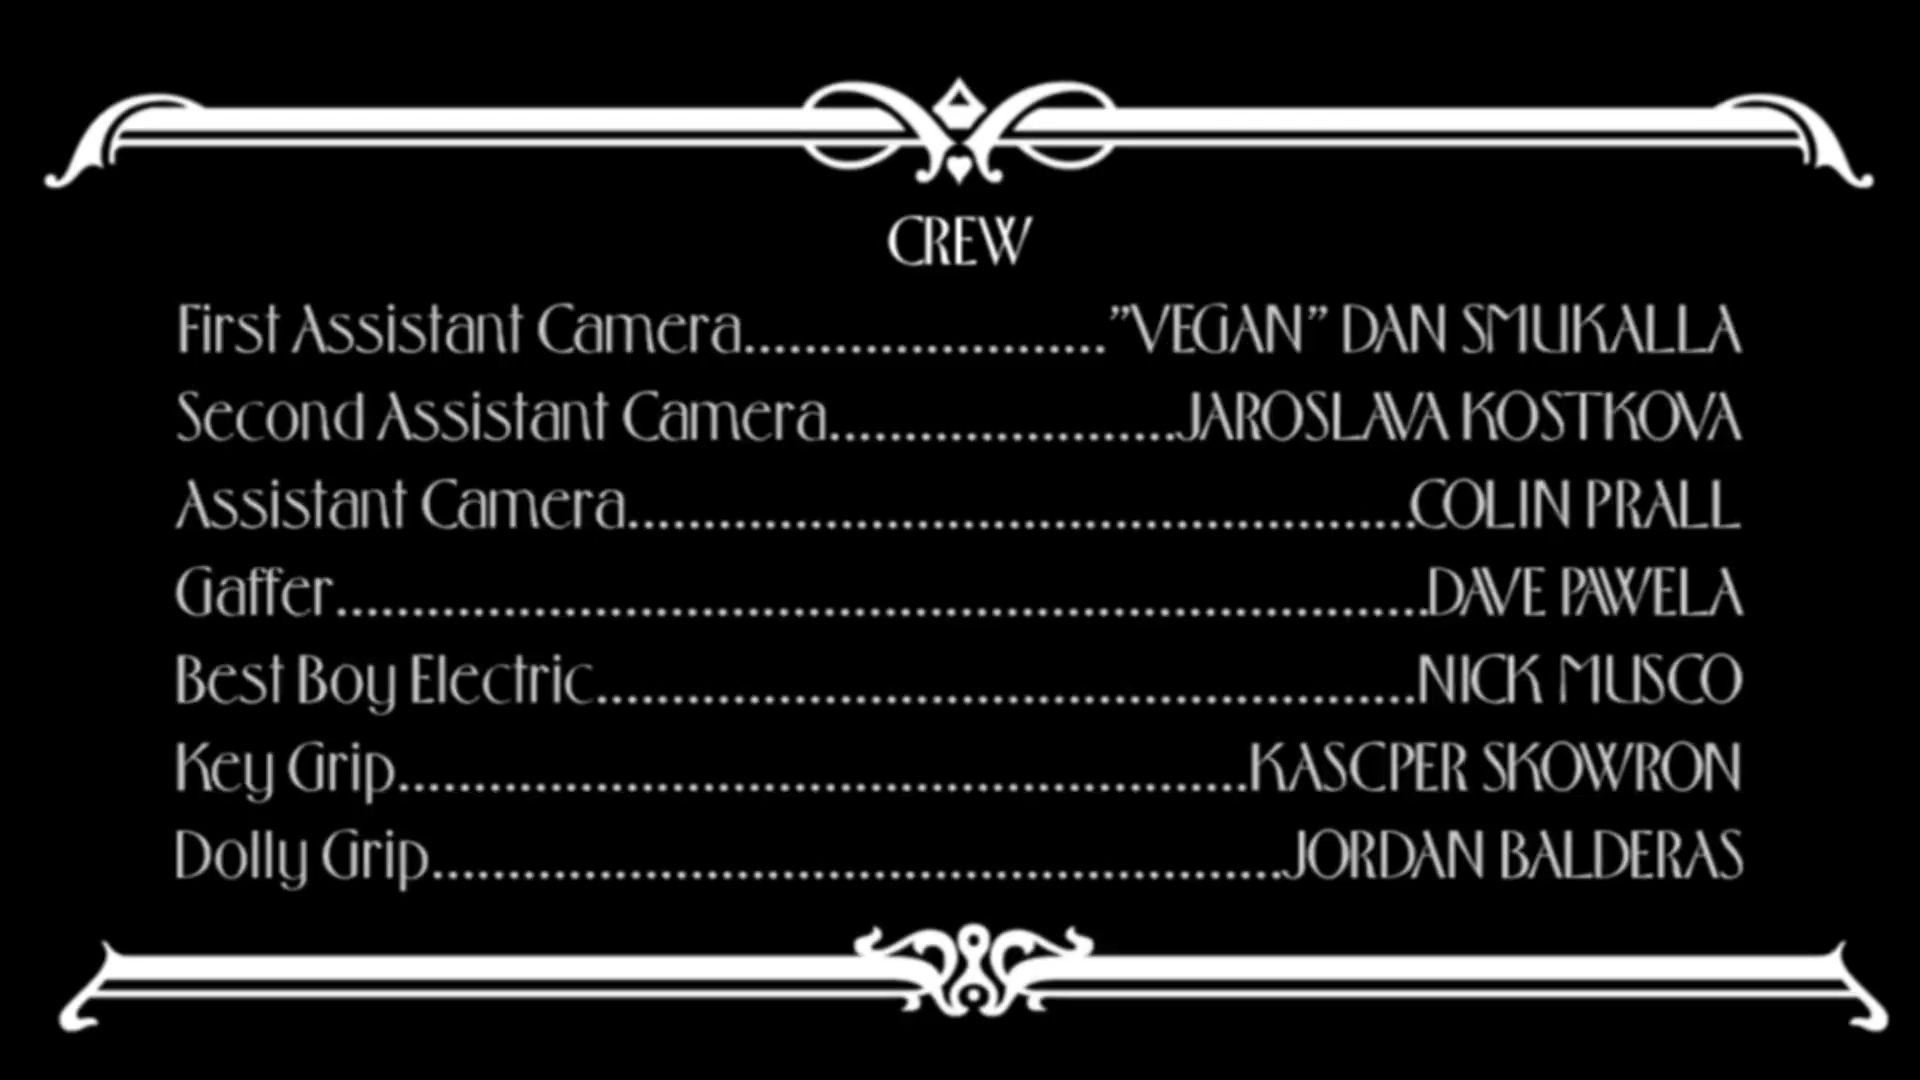 CREW
First Assistant Camera.......................”VEGAN” DAN SMUKALLA
Second Assistant Camera......................JAROSLAVA KOSTKOVA
Assistant Camera...................................................COLIN PRALL
Gaffer.......................................................................DAVE PAWELA
Best Boy Electric.....................................................NICK MUSCO
Key Grip.......................................................KASCPER SKOWRON
Dolly Grip.......................................................JORDAN BALDERAS